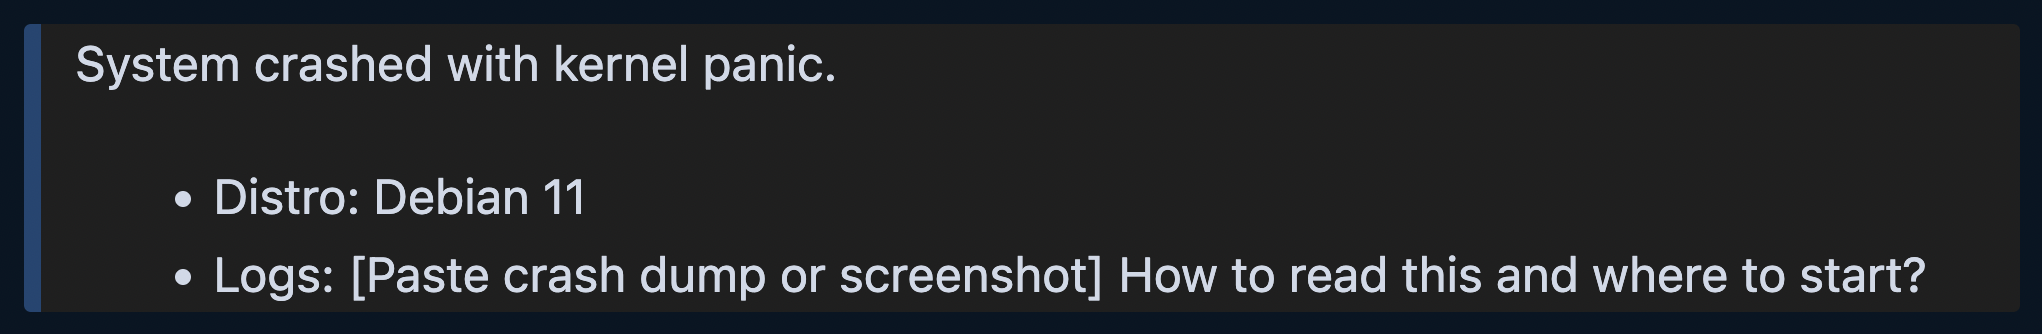 System crashed with kernel panic.
• Distro: Debian 11
• Logs: [Paste crash dump or screenshot] How to read this and where to start?